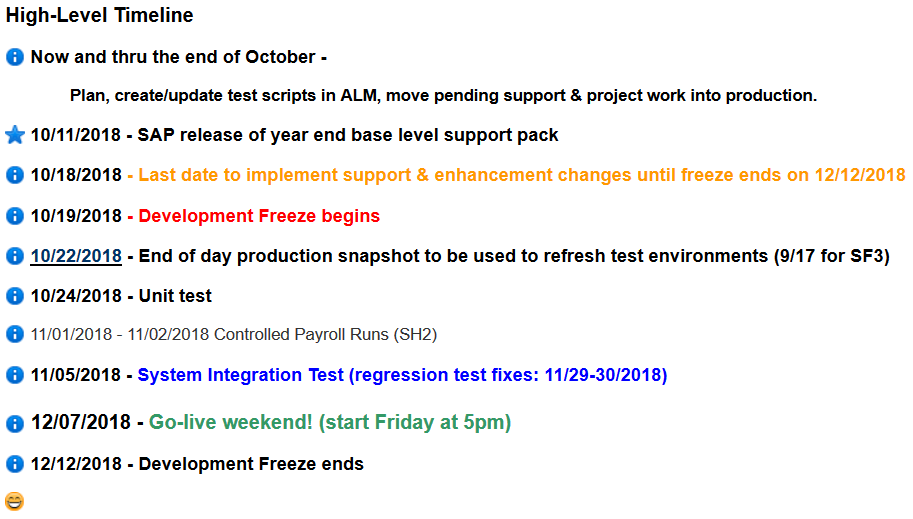 High-Level Timeline
Now and thru the end of October -
Plan, create/update test scripts in ALM, move pending support & project work into production.
10/11/2018 - SAP release of year end base level support pack
10/18/2018 - Last date to implement support & enhancement changes until freeze ends on 12/12/2018
10/19/2018 - Development Freeze begins
10/22/2018 - End of day production snapshot to be used to refresh test environments (9/17 for SF3)
10/24/2018 - Unit test
11/01/2018 - 11/02/2018 Controlled Payroll Runs (SH2)
11/05/2018 - System Integration Test (regression test fixes: 11/29-30/2018)
12/07/2018 - Go-live weekend! (start Friday at 5pm)
12/12/2018 - Development Freeze ends